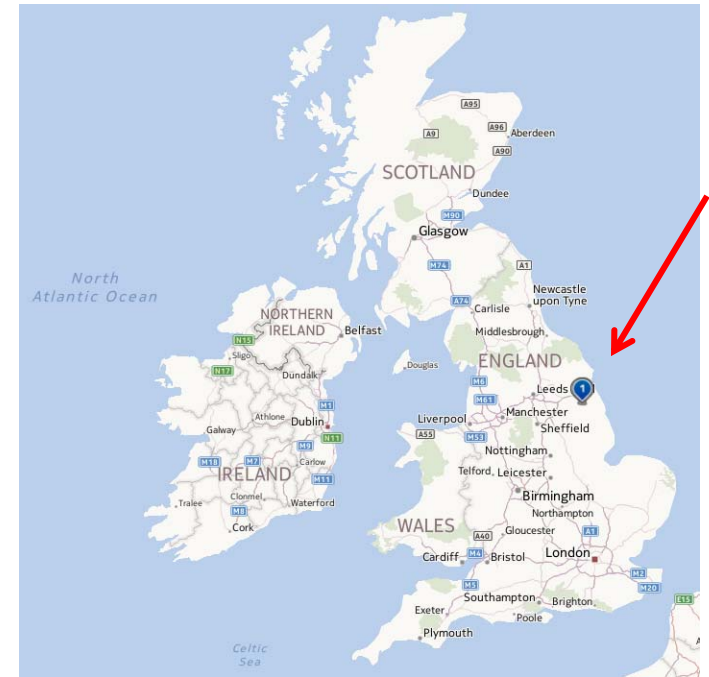 A95
A9
A96
Aberdeen
A90
SCOTLAND
Dundee
M90
Glasgow
M74
A1
North
Atlantic Ocean
Newcastle
upon Tyne
A74
Carlisle
NORTHERN
IRELAND
Belfast
Middlesbrough
N15
Sligo
Douglas
ENGLAND
N17
Dundalk
M6
Leeds
1
M61
M1
Athlone
Dublin
Liverpool
Manchester
Galway
Sheffield
N11
A55
M53
M9
Nottingham
M18
M7
Carlow
IRELAND
Telford
Leicester
M11
Clonmel
Birmingham
Tralee
Waterford
M8
Northampton
Cork
WALES
A40
Gloucester
A1
Cardiff
M4
Bristol
London
M2
M5
M20
Southampton
Brighton
E15
Exeter
Poole
Plymouth
Celtic
Sea